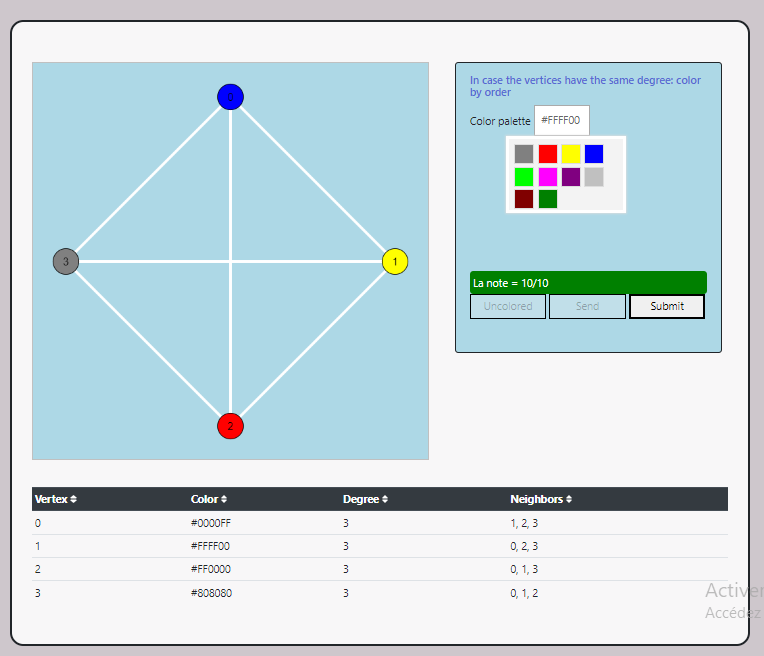 In case the vertices have the same degree: color
by order
Color palette #FFFF00
0
3
1
2
La note = 10/10
Uncolored Send Submit
Vertex Color Degree Neighbors
0 #0000FF 3 1, 2, 3
1 #FFFF00 3 0, 2, 3
2 #FF0000 3 0, 1, 3
3 #808080 3 0, 1, 2
Activer
Accédez